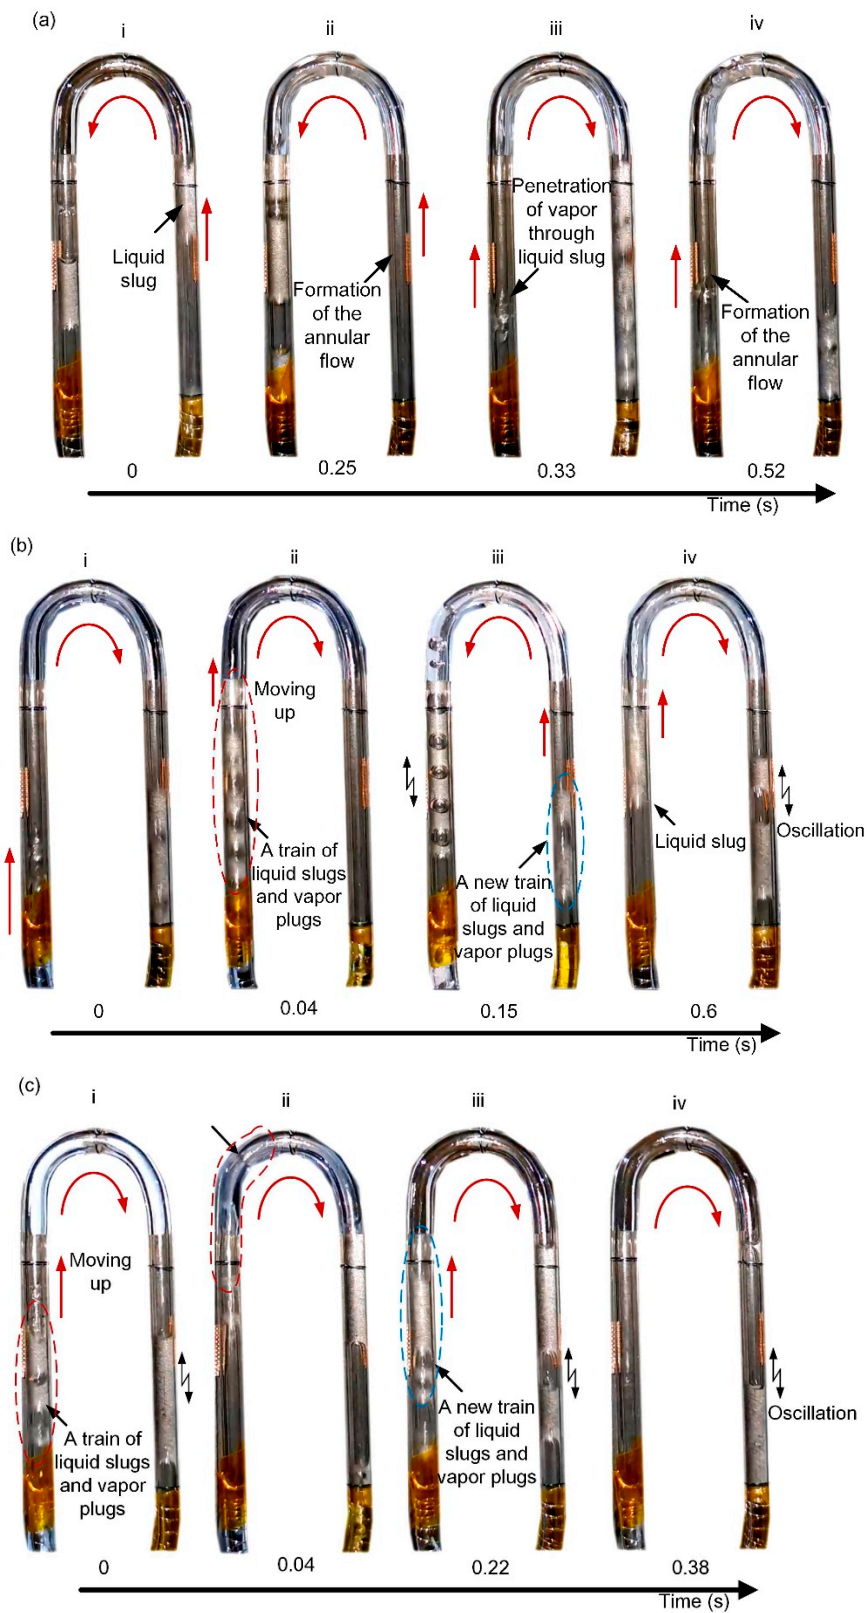 (a)
i
ii
iii
iv
Liquid
slug
Formation
of the
annular
flow
Penetration
of vapor
through
liquid slug
Formation
of the
annular
flow
0
0.25
0.33
0.52
Time (s)
(b)
i
ii
iii
iv
Moving
up
A train of
liquid slugs
and vapor
plugs
A new train
of liquid
slugs and
vapor plugs
Liquid slug
Oscillation
0
0.04
0.15
0.6
Time (s)
(c)
i
ii
iii
iv
Moving
up
A train of
liquid slugs
and vapor
plugs
A new train
of liquid
slugs and
vapor plugs
Oscillation
0
0.04
0.22
0.38
Time (s)